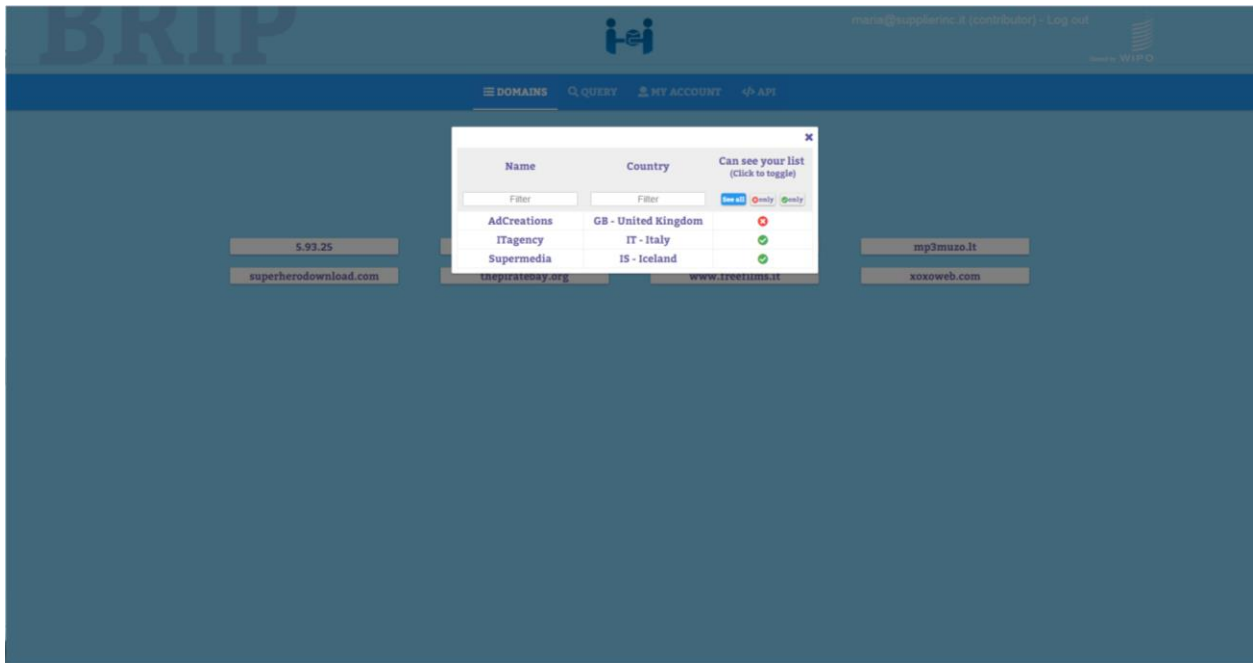 BRIP
maria@supplierinc.it (contributor) - Log out
WIPO
DOMAINS QUERY MY ACCOUNT </> API
Name Country Can see your list
(Click to toggle)
Filter Filter See all only only
AdCreations GB - United Kingdom
ITagency IT - Italy
Supermedia IS - Iceland
5.93.25 mp3muzo.lt
superherodownload.com thepiratebay.org www.freefilms.it xoxoweb.com